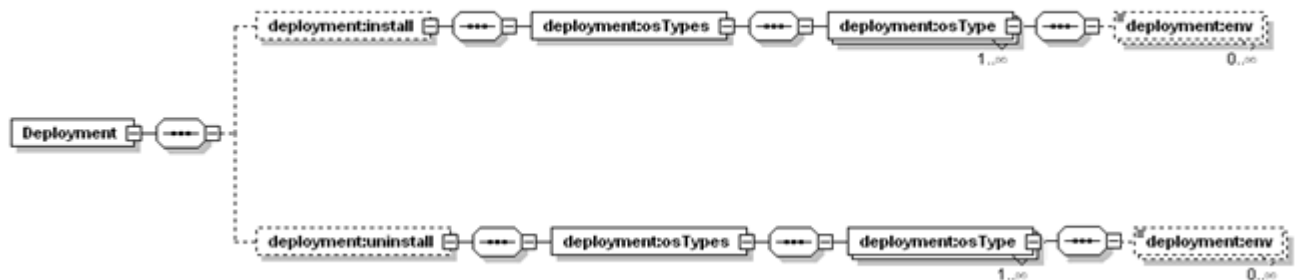 deployment:install deployment:osTypes deployment:osType deployment:env
1..∞ 0..∞
Deployment
deployment:uninstall deployment:osTypes deployment:osType deployment:env
1..∞ 0..∞